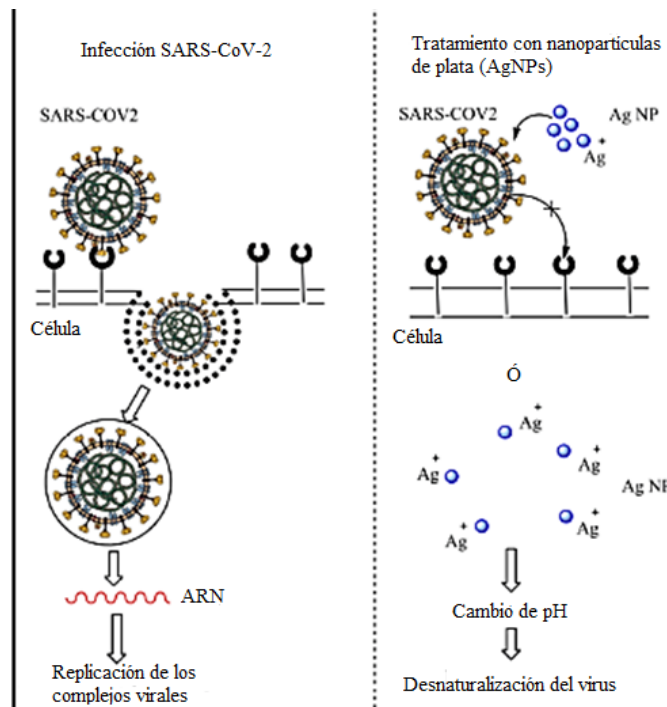 Infección SARS-CoV-2
SARS-COV2
Célula
ARN
Replicación de los
complejos virales
Tratamiento con nanopartículas
de plata (AgNPs)
SARS-COV2
Ag NP
Ag +
Célula
Ó
Ag +
Ag +
Ag +
Ag +
Ag +
Ag NP
Cambio de pH
Desnaturalización del virus